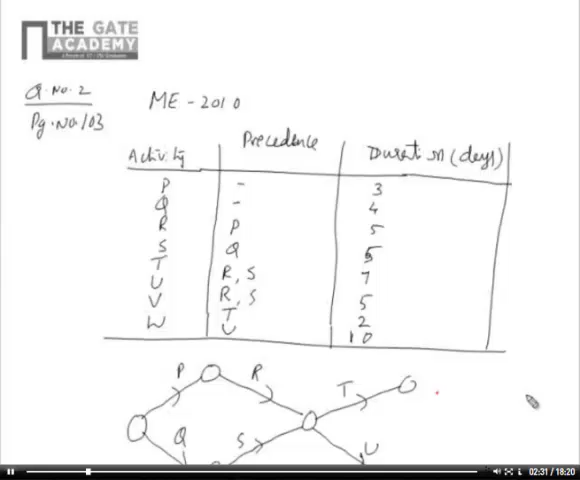 THE GATE
ACADEMY
Q.No.2
Pg.No/03
ME-2010
Activity Precedence Duration (days)
P - 3
Q - 4
R P 5
S Q 5
T R, S 7
U R, S 5
V T 2
W U 10
P R T
Q S U
02:31 / 18:20